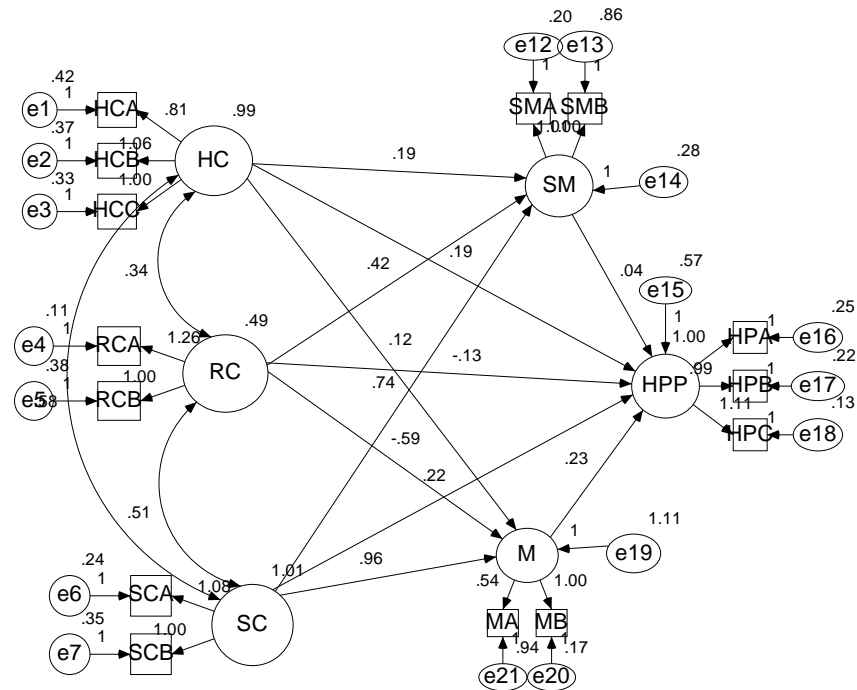 .20 .86
e12 e13
1 1
.42
e1 1 HCA .81 .99
SMA SMB
.37
e2 1 HCB 1.06 HC .19 1.00 1.00
.33
e3 1 HCC 1.00
SM 1 .28 e14
.34
.42 .19 .04 .57
e15
.11
e4 1 RCA 1.26 .49 .12 1 1.00 HPA 1 .25 e16
.38
e5 1 RCB 1.00 RC -.13 HPP .99 HPB 1 .22 e17
.58 .74 1.11 HPC 1 .13 e18
-.59
.22 .23
.51
.24 1.01 .96 M 1 1.11 e19
e6 1 SCA 1.08 .54 1.00
.35
e7 1 SCB 1.00 SC MA MB
1 .94 1 .17
e21 e20